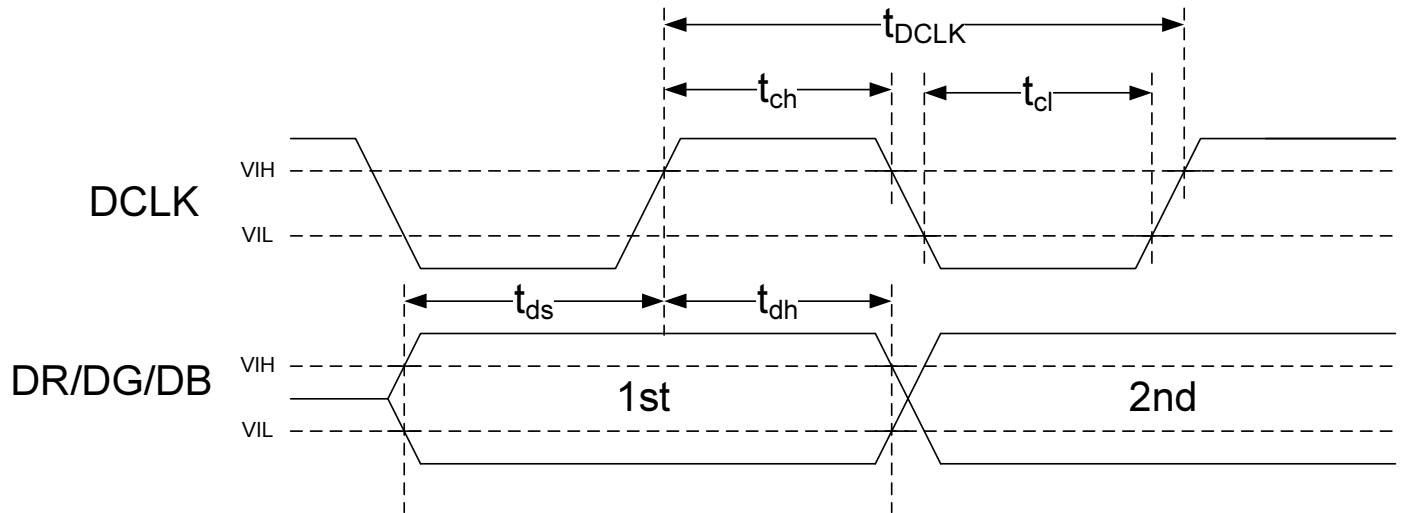 tDCLK
tch
tcl
VIH
DCLK
VIL
tds
tdh
VIH
DR/DG/DB
1st
2nd
VIL